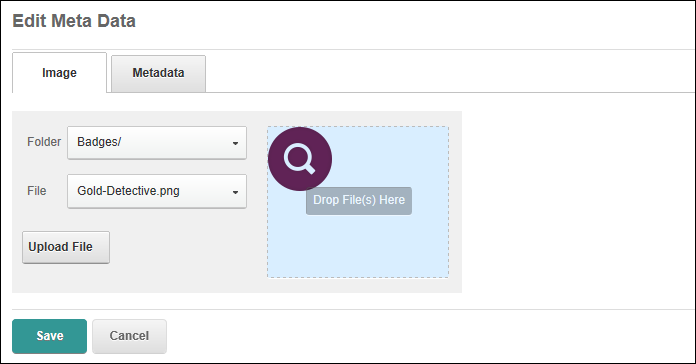 Edit Meta Data
Image
Metadata
Folder
Badges/
File
Gold-Detective.png
Drop File(s) Here
Upload File
Save
Cancel